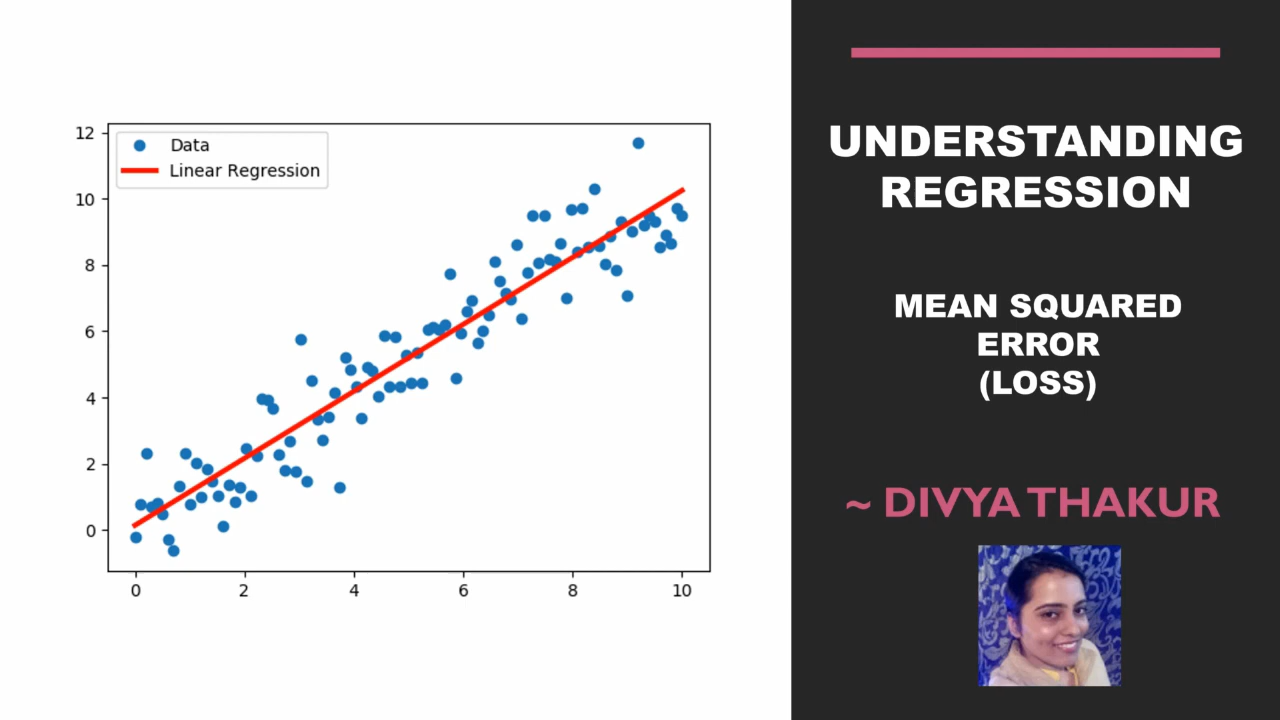 12
10
8
6
4
2
0
0 2 4 6 8 10
Data
Linear Regression
UNDERSTANDING
REGRESSION
MEAN SQUARED
ERROR
(LOSS)
~ DIVYA THAKUR